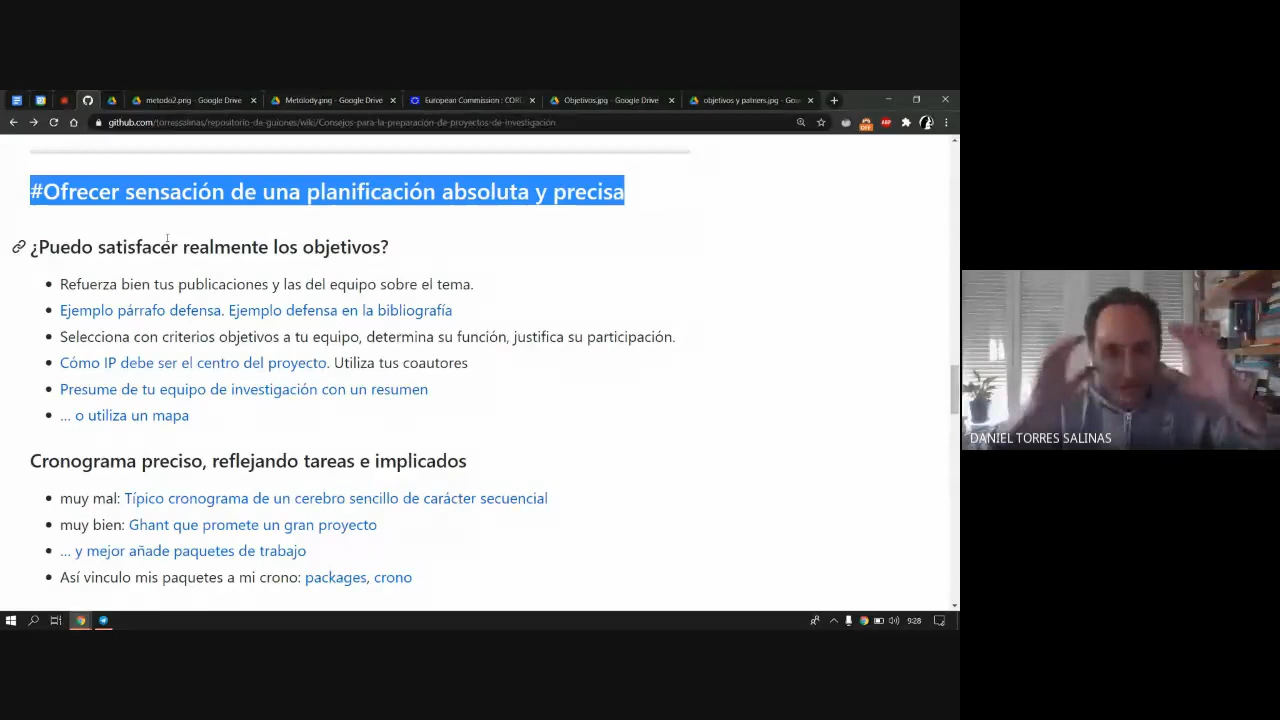 metodo2.png - Google Drive
Metölody.png - Google Drive
European Commission : CORD
Objetivos.jpg - Google Drive
objetivos y patners.jpg - Goo
github.com/torressalinas/repositorio-de-guiones/wiki/Consejos-para-la-preparación-de-proyectos-de-investigación
OFF
ABP
#Ofrecer sensación de una planificación absoluta y precisa
¿Puedo satisfacer realmente los objetivos?
Refuerza bien tus publicaciones y las del equipo sobre el tema.
Ejemplo párrafo defensa. Ejemplo defensa en la bibliografía
Selecciona con criterios objetivos a tu equipo, determina su función, justifica su participación.
Cómo IP debe ser el centro del proyecto. Utiliza tus coautores
Presume de tu equipo de investigación con un resumen
... o utiliza un mapa
DANIEL TORRES SALINAS
Cronograma preciso, reflejando tareas e implicados
muy mal: Típico cronograma de un cerebro sencillo de carácter secuencial
muy bien: Ghant que promete un gran proyecto
... y mejor añade paquetes de trabajo
Así vinculo mis paquetes a mi crono: packages, crono
9:28